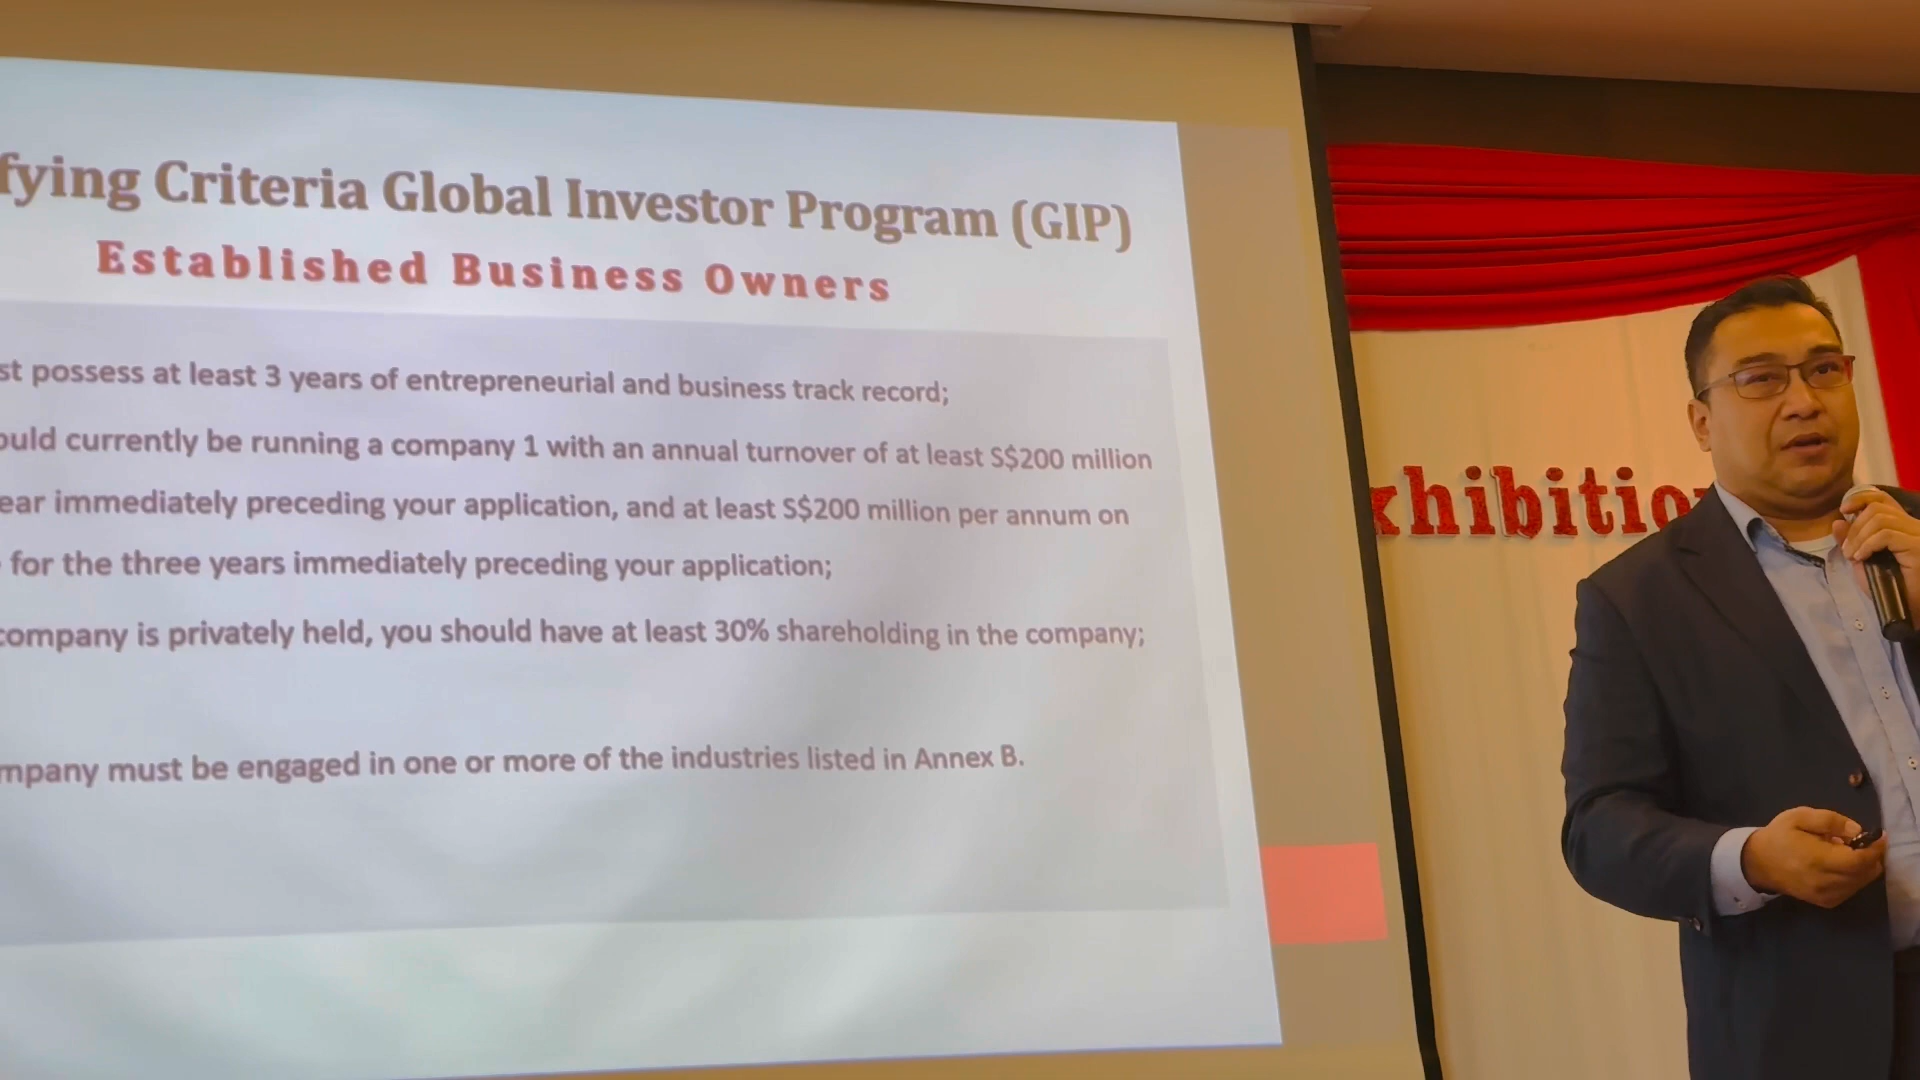 fying Criteria Global Investor Program (GIP)
Established Business Owners
st possess at least 3 years of entrepreneurial and business track record;
ould currently be running a company 1 with an annual turnover of at least S$200 million
ear immediately preceding your application, and at least S$200 million per annum on
for the three years immediately preceding your application;
company is privately held, you should have at least 30% shareholding in the company;
mpany must be engaged in one or more of the industries listed in Annex B.
xhibitio